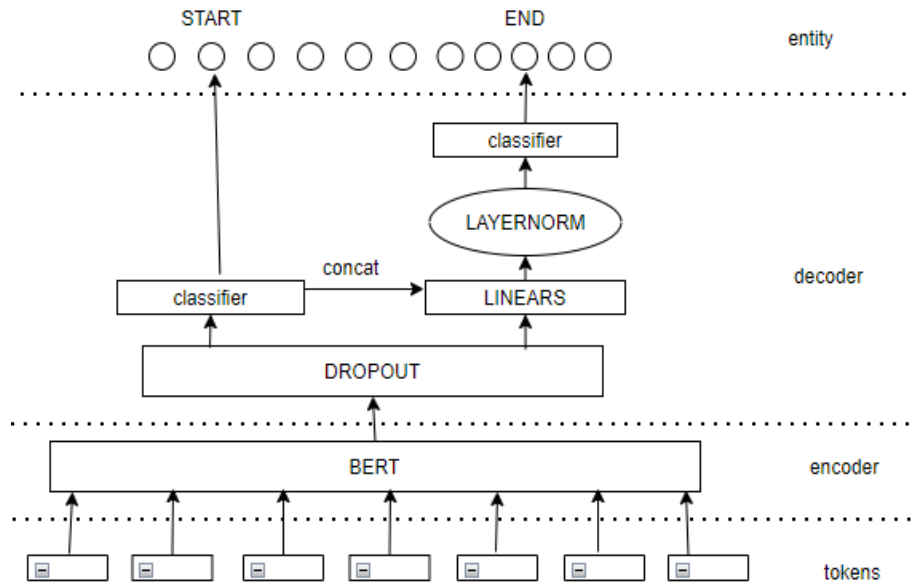 START
END
entity
classifier
LAYERNORM
concat
decoder
classifier
LINEARS
DROPOUT
BERT
encoder
tokens